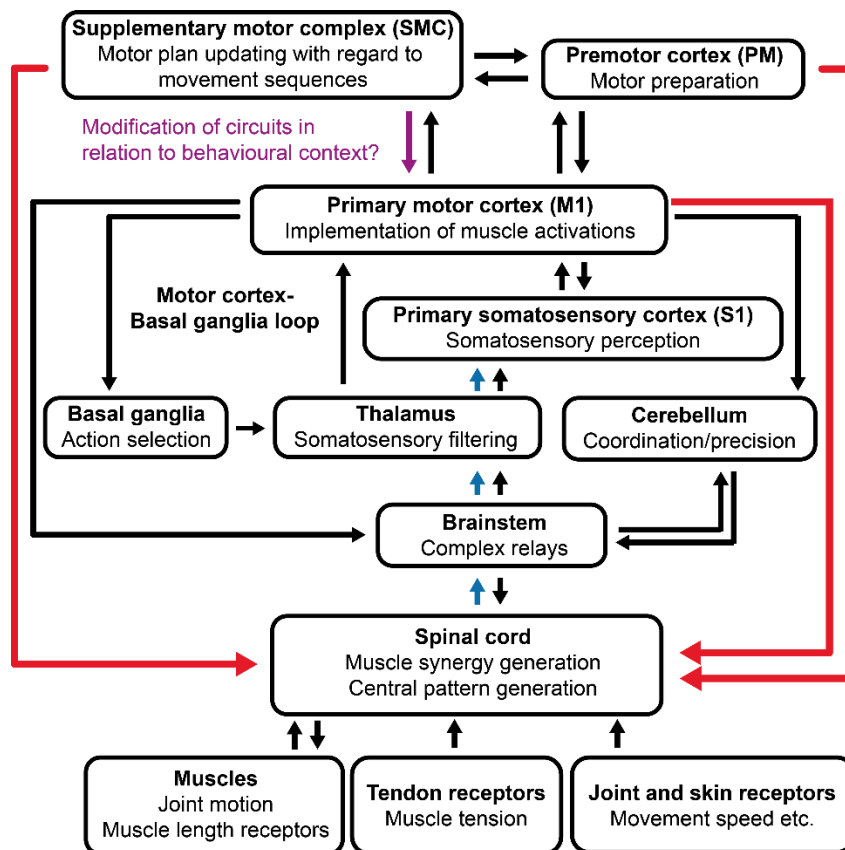 Supplementary motor complex (SMC)
Motor plan updating with regard to
movement sequences
Premotor cortex (PM)
Motor preparation
Modification of circuits in
relation to behavioural context?
Primary motor cortex (M1)
Implementation of muscle activations
Motor cortex-
Basal ganglia loop
Primary somatosensory cortex (S1)
Somatosensory perception
Basal ganglia
Action selection
Thalamus
Somatosensory filtering
Cerebellum
Coordination/precision
Brainstem
Complex relays
Spinal cord
Muscle synergy generation
Central pattern generation
Muscles
Joint motion
Muscle length receptors
Tendon receptors
Muscle tension
Joint and skin receptors
Movement speed etc.